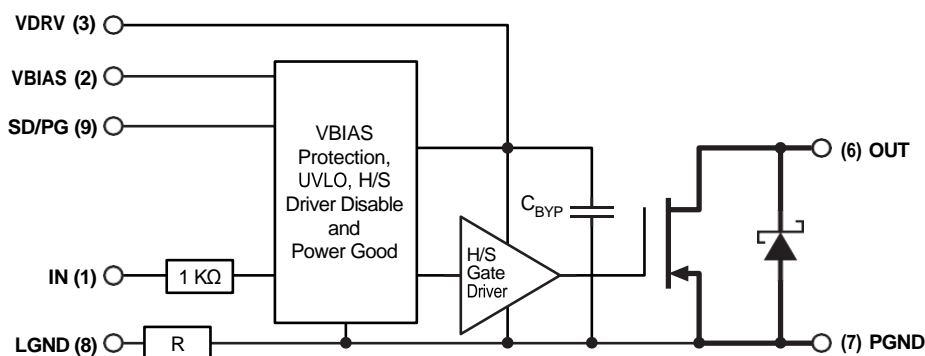 VDRV (3)
VBIAS (2)
SD/PG (9)
VBIAS
Protection,
UVLO, H/S
Driver Disable
and
Power Good
(6) OUT
C_BYP
H/S
Gate
Driver
IN (1)
1 KΩ
LGND (8)
R
(7) PGND